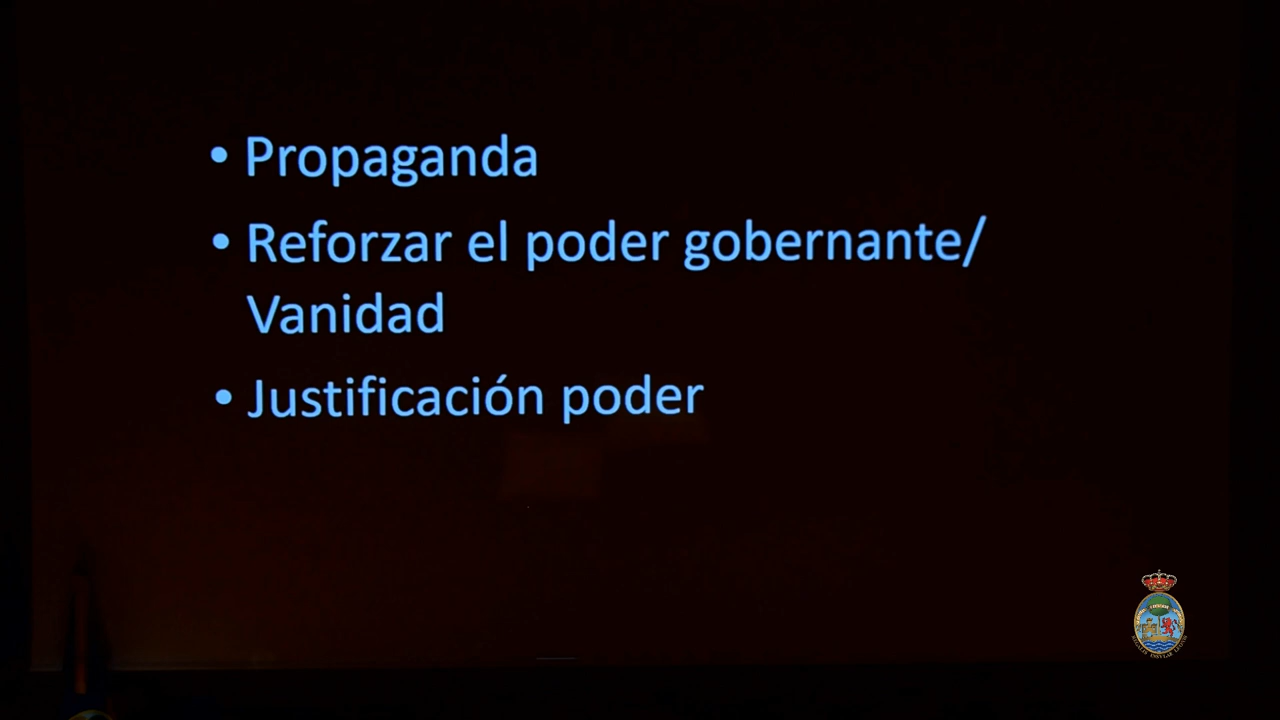 • Propaganda
• Reforzar el poder gobernante/
Vanidad
• Justificación poder